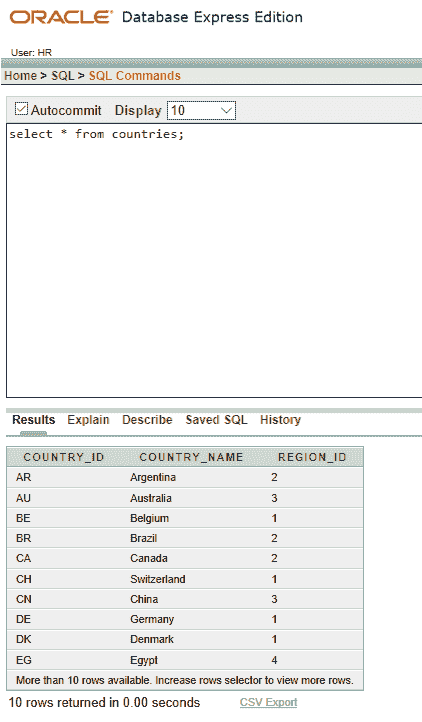 ORACLE Database Express Edition
User: HR
Home > SQL > SQL Commands
Autocommit Display 10
select * from countries;
Results Explain Describe Saved SQL History
COUNTRY_ID COUNTRY_NAME REGION_ID
AR Argentina 2
AU Australia 3
BE Belgium 1
BR Brazil 2
CA Canada 2
CH Switzerland 1
CN China 3
DE Germany 1
DK Denmark 1
EG Egypt 4
More than 10 rows available. Increase rows selector to view more rows.
10 rows returned in 0.00 seconds CSV Export